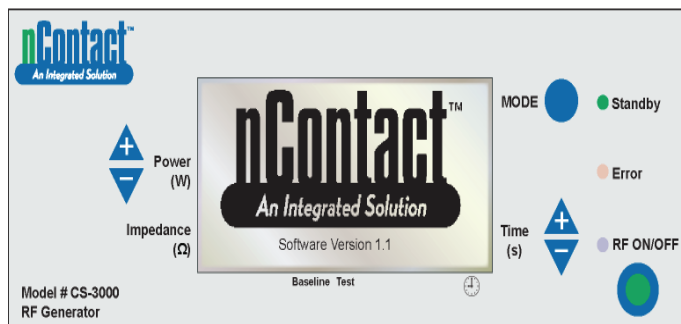 nContact™
An Integrated Solution
+
−
Power
(W)
Impedance
(Ω)
nContact™
An Integrated Solution
Software Version 1.1
Baseline Test
MODE
Standby
Error
Time
(s)
+
−
RF ON/OFF
Model # CS-3000
RF Generator